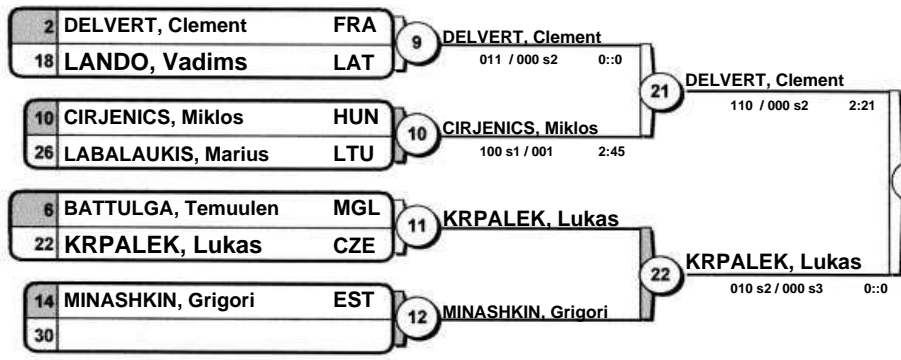 2 DELVERT, Clement FRA
18 LANDO, Vadims LAT
9
DELVERT, Clement
011 / 000 s2 0::0
10 CIRJENICS, Miklos HUN
26 LABALAUKIS, Marius LTU
10
CIRJENICS, Miklos
100 s1 / 001 2:45
21
DELVERT, Clement
110 / 000 s2 2:21
6 BATTULGA, Temuulen MGL
22 KRPALEK, Lukas CZE
11
KRPALEK, Lukas
14 MINASHKIN, Grigori EST
30
12
MINASHKIN, Grigori
22
KRPALEK, Lukas
010 s2 / 000 s3 0::0